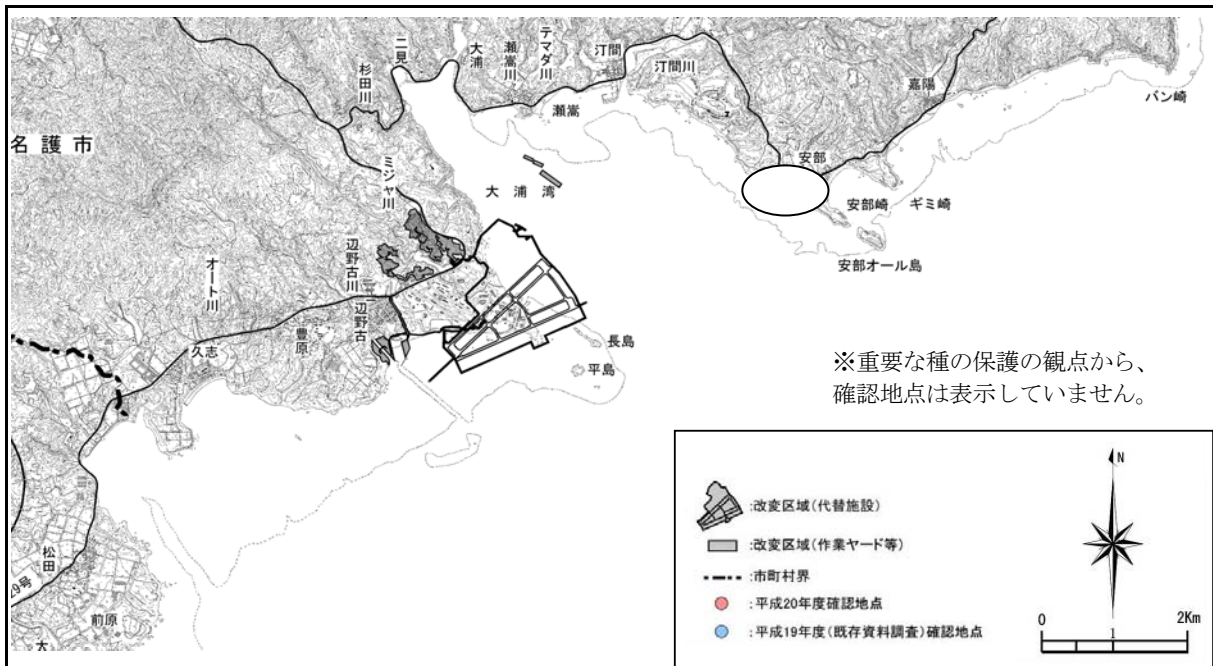 名護市
杉田川
二見
大浦
瀬嵩川
テマダ川
汀間
汀間川
瀬嵩
嘉陽
バン崎
安部
安部崎
ギミ崎
安部オール島
大浦湾
ミジャ川
辺野古川
辺野古
オート川
豊原
久志
長島
平島
松田
前原
29号
大
※重要な種の保護の観点から、
確認地点は表示していません。
:改変区域(代替施設)
:改変区域(作業ヤード等)
:市町村界
:平成20年度確認地点
:平成19年度(既存資料調査)確認地点
N
0 1 2Km